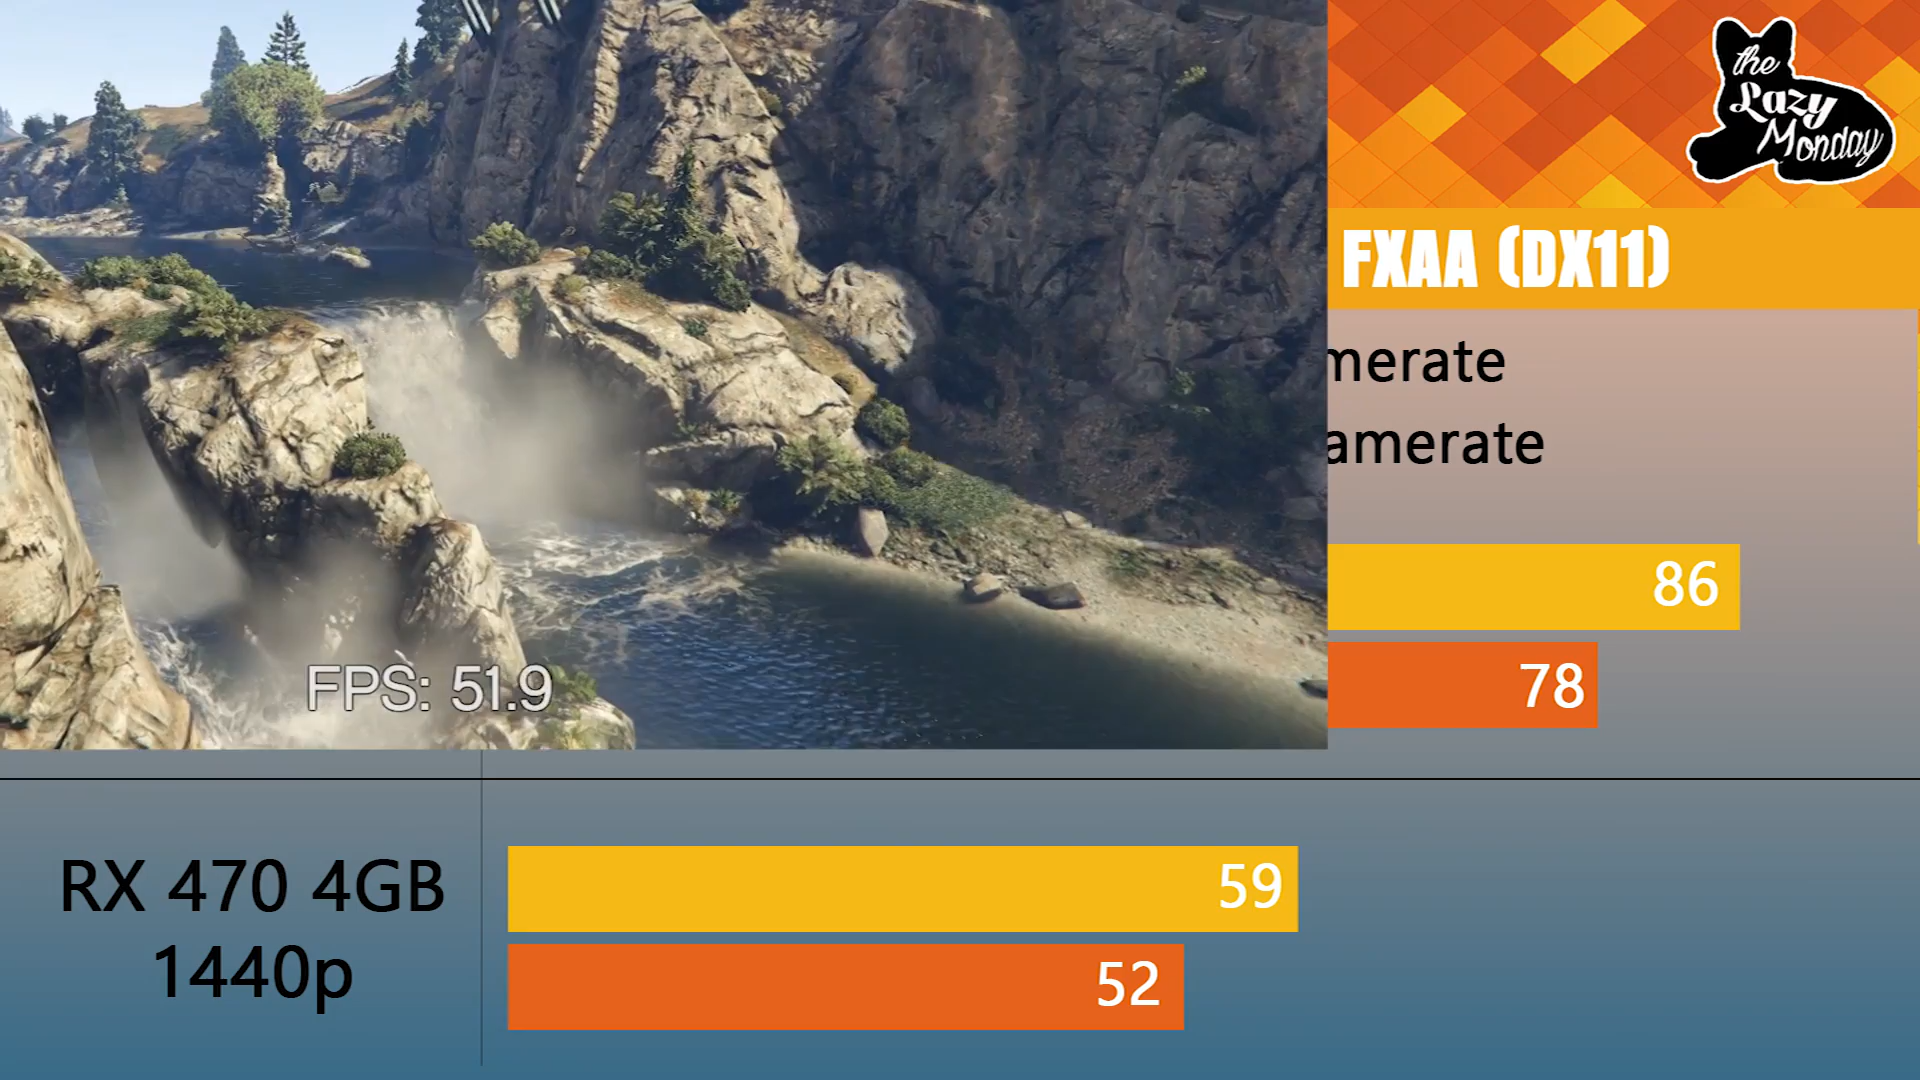 the
Lazy
Monday
FXAA (DX11)
merate
amerate
86
78
FPS: 51.9
RX 470 4GB
1440p
59
52